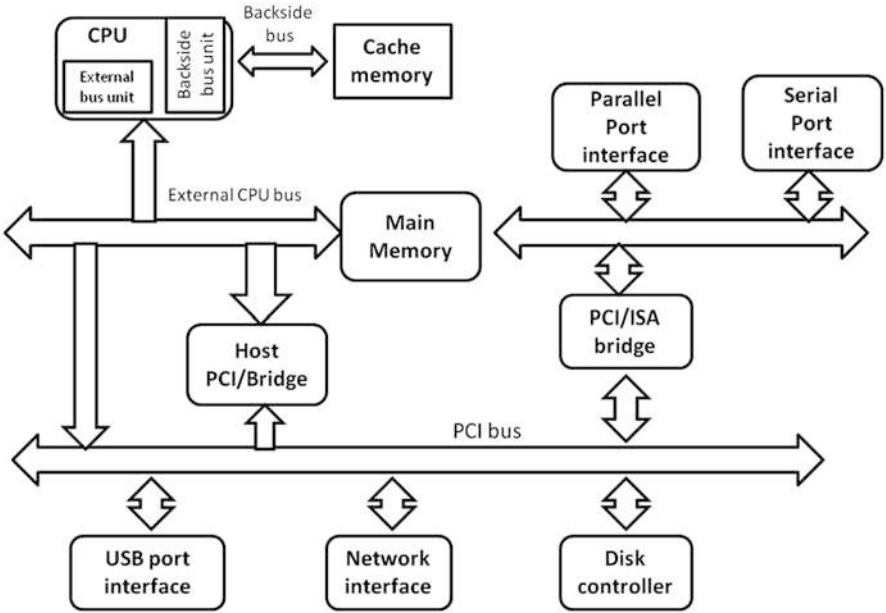 Backside
bus
CPU
External
bus unit
Backside
bus unit
Cache
memory
Parallel
Port
interface
Serial
Port
interface
External CPU bus
Main
Memory
Host
PCI/Bridge
PCI/ISA
bridge
PCI bus
USB port
interface
Network
interface
Disk
controller